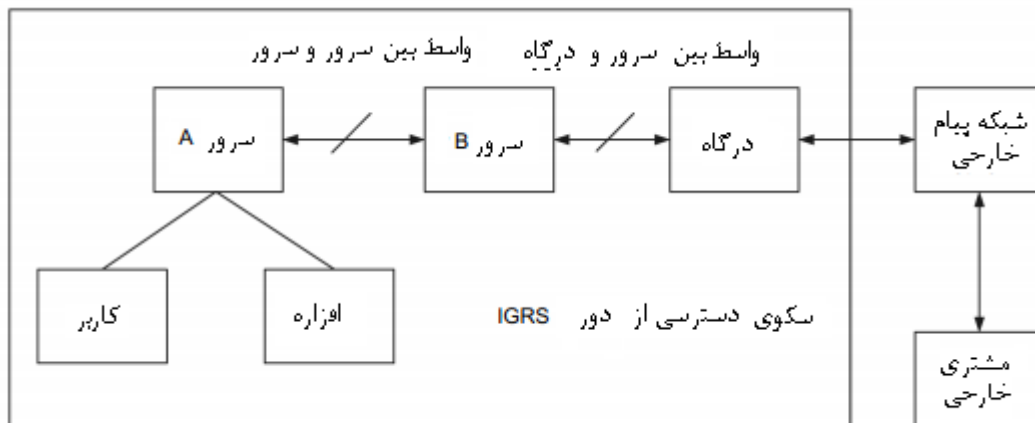 واسط بین سرور و سرور
واسط بین سرور و درگاه
سرور A
سرور B
درگاه
شبکه پیام
خارجی
کاربر
افزاره
سکوی دسترسی از دور IGRS
مشتری
خارجی